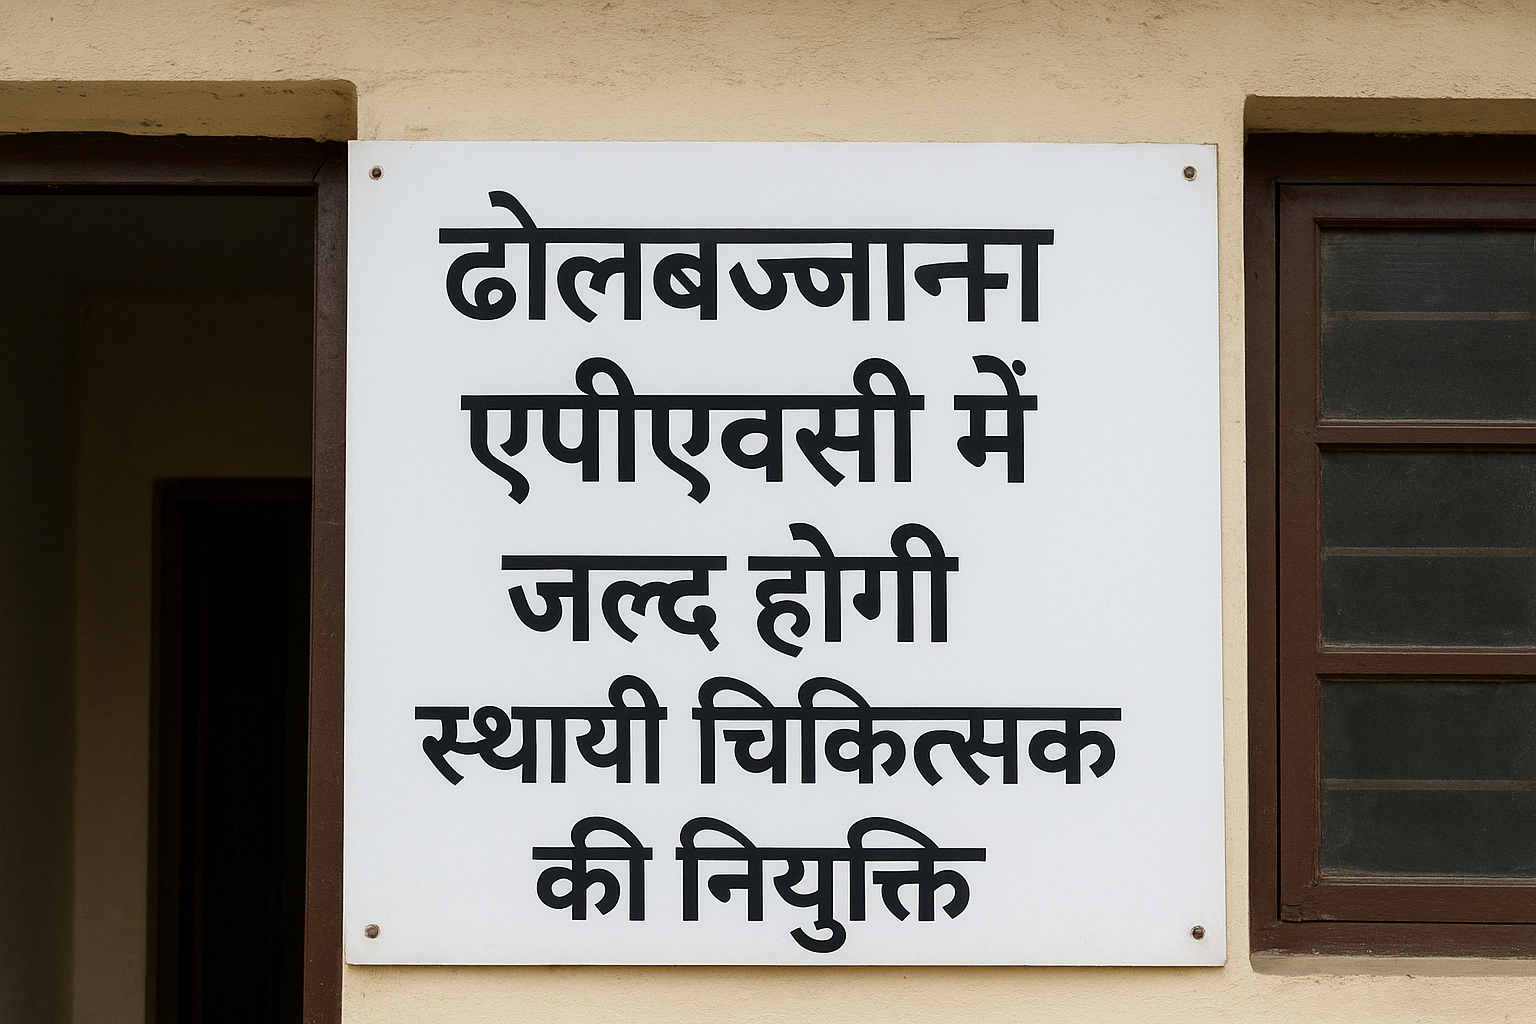 ढोलबज्जाना
एपीएवसी में
जल्द होगी
स्थायी चिकित्सक
की नियुक्ति